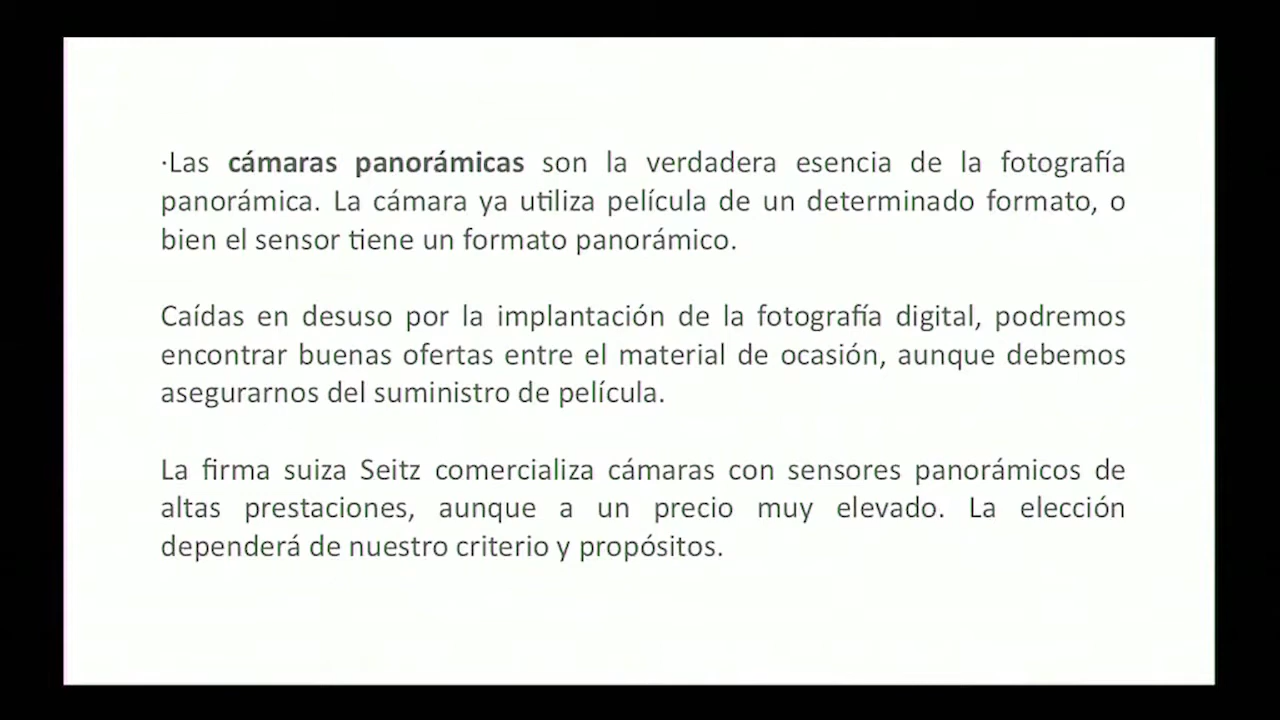 ·Las cámaras panorámicas son la verdadera esencia de la fotografía
panorámica. La cámara ya utiliza película de un determinado formato, o
bien el sensor tiene un formato panorámico.
Caídas en desuso por la implantación de la fotografía digital, podremos
encontrar buenas ofertas entre el material de ocasión, aunque debemos
asegurarnos del suministro de película.
La firma suiza Seitz comercializa cámaras con sensores panorámicos de
altas prestaciones, aunque a un precio muy elevado. La elección
dependerá de nuestro criterio y propósitos.